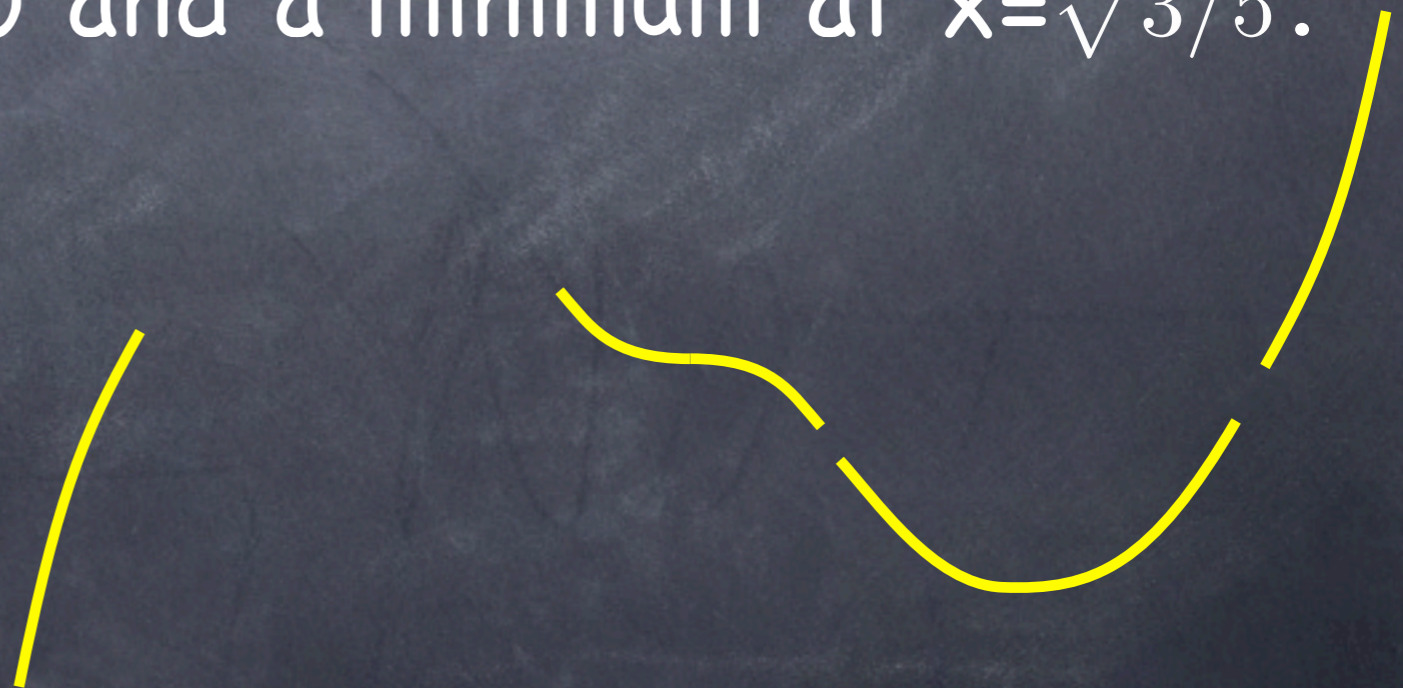 and a minimum at x=√3/5.